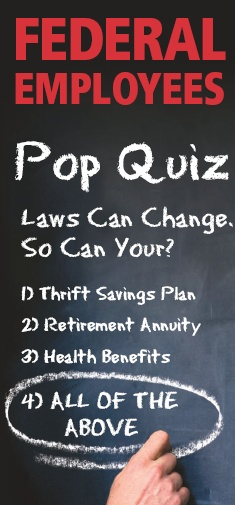 FEDERAL
EMPLOYEES
Pop Quiz
Laws Can Change.
So Can Your?
1) Thrift Savings Plan
2) Retirement Annuity
3) Health Benefits
4) ALL OF THE
ABOVE